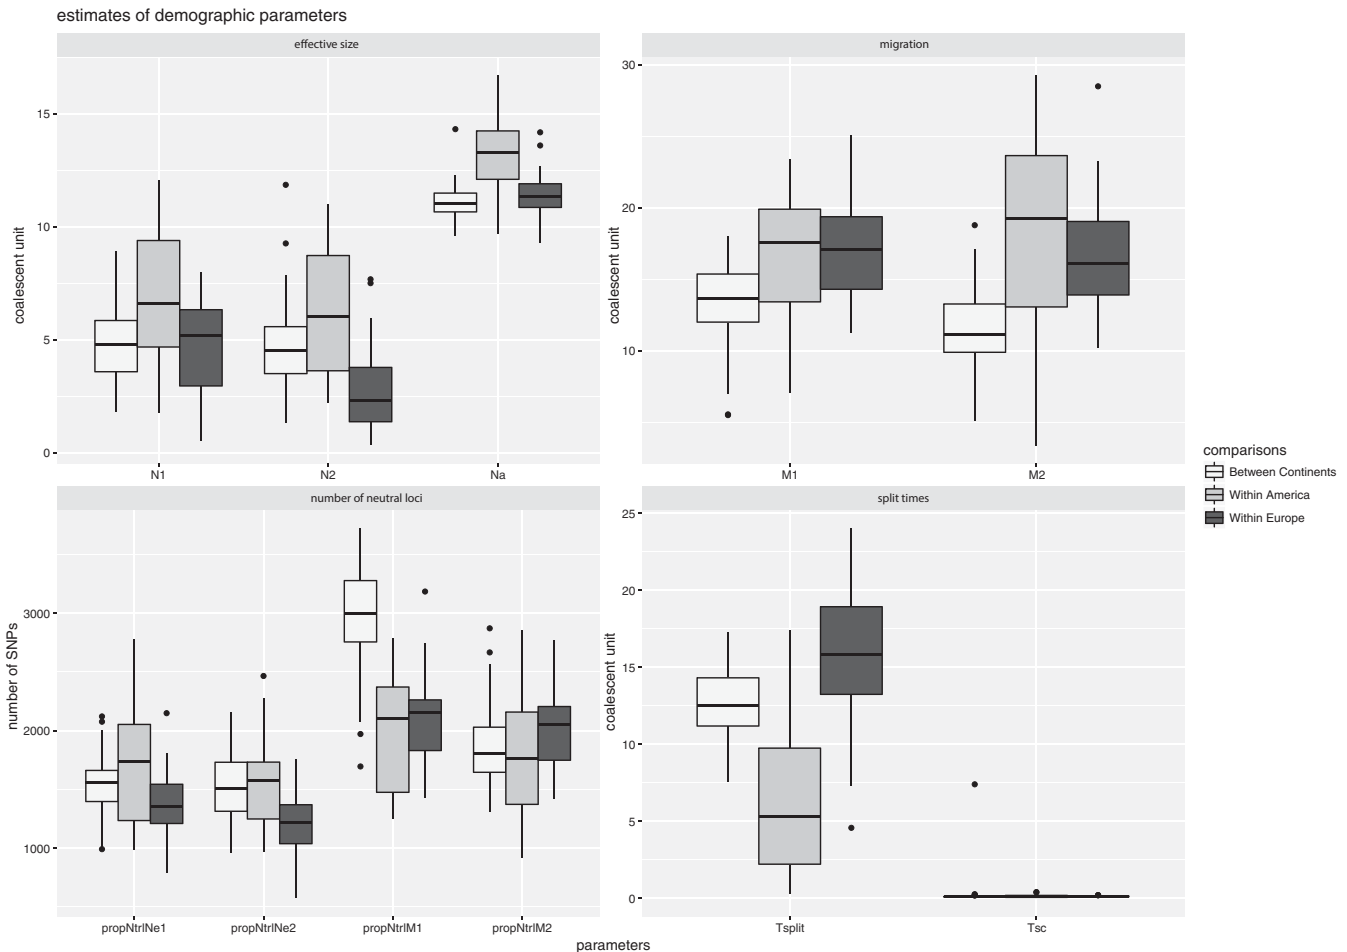 estimates of demographic parameters
effective size
coalescent unit
15
10
5
0
N1 N2 Na
migration
coalescent unit
30
20
10
M1 M2
number of neutral loci
number of SNPs
3000
2000
1000
propNtrlNe1 propNtrlNe2 propNtrlM1 propNtrlM2
split times
coalescent unit
25
20
15
10
5
0
Tsplit Tsc
parameters
comparisons
Between Continents
Within America
Within Europe